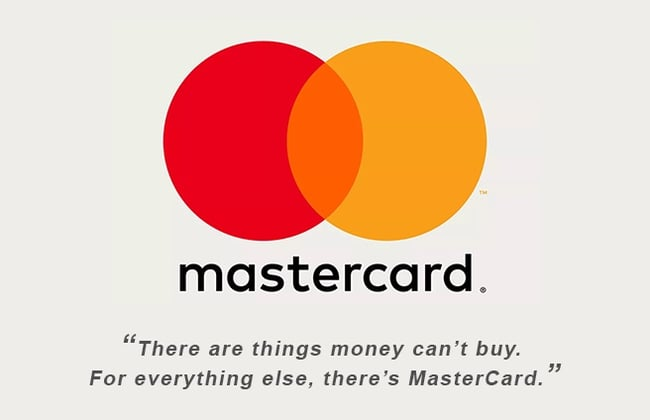 ™
mastercard®
“There are things money can’t buy.
For everything else, there’s MasterCard.”